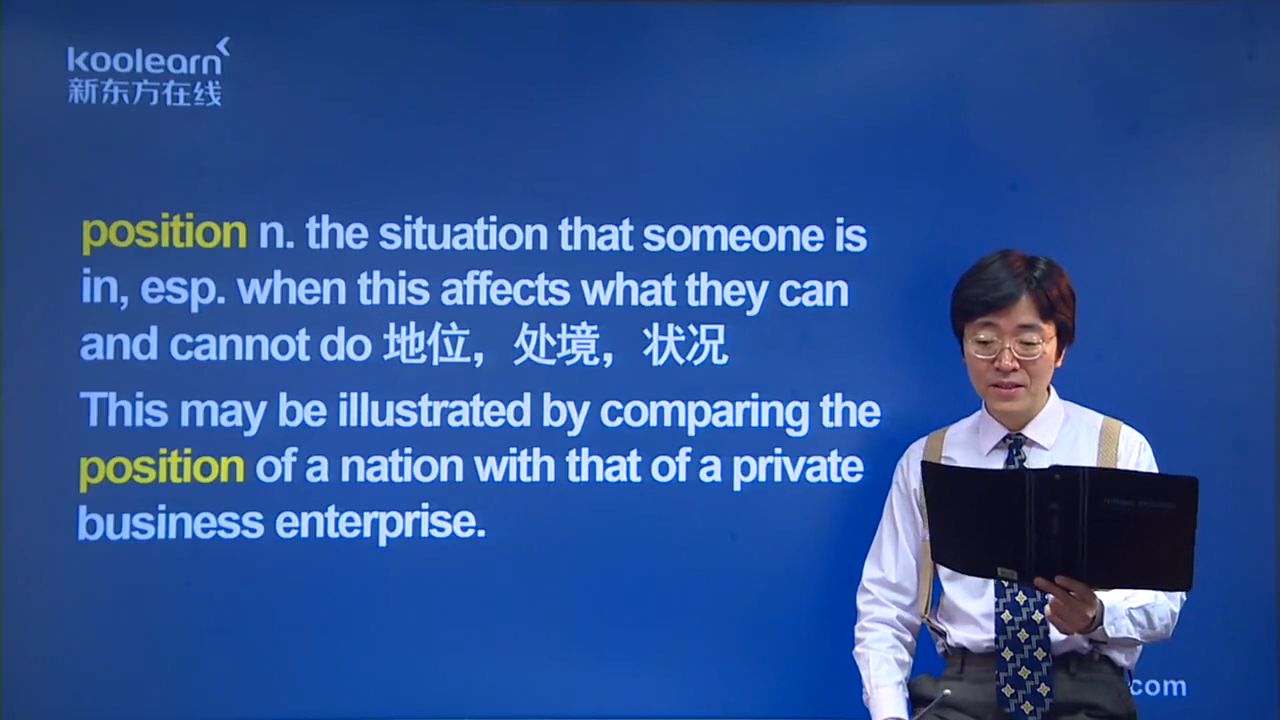 koolearn
新东方在线
position n. the situation that someone is
in, esp. when this affects what they can
and cannot do 地位，处境，状况
This may be illustrated by comparing the
position of a nation with that of a private
business enterprise.
.com